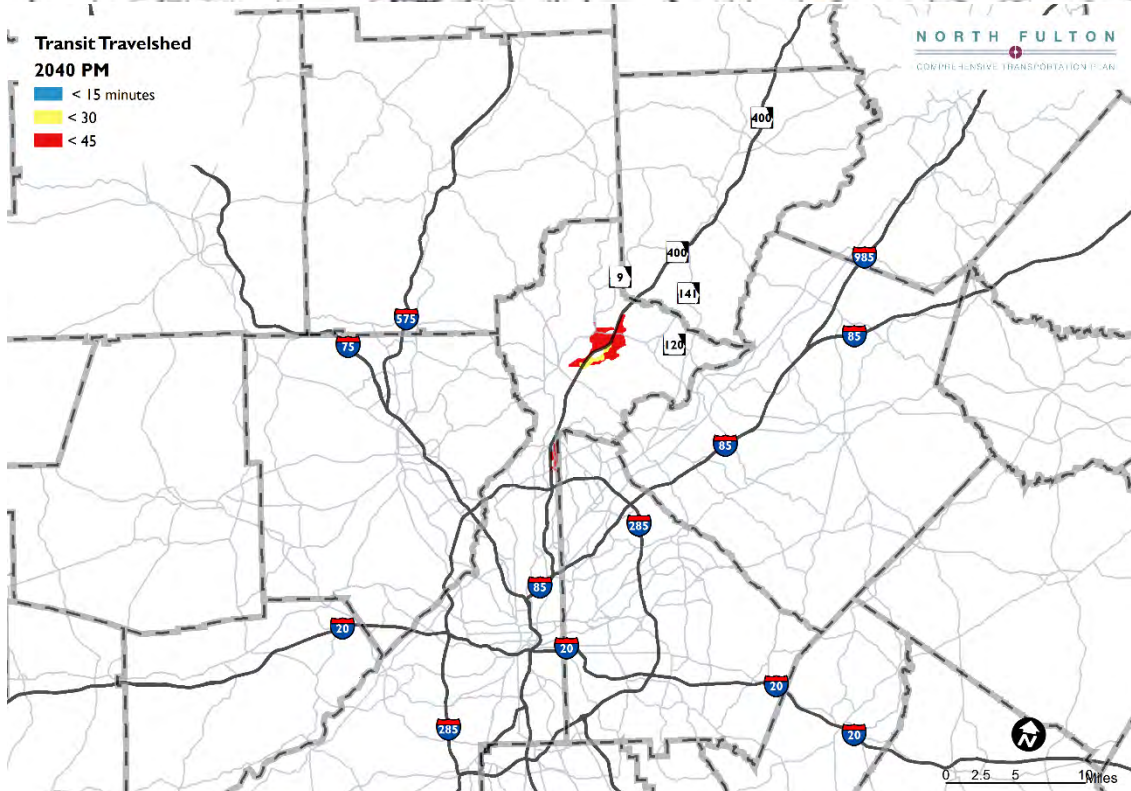 Transit Travelshed
2040 PM
< 15 minutes
< 30
< 45
NORTH FULTON
COMPREHENSIVE TRANSPORTATION PLAN
400
400
9
141
120
985
85
575
75
85
285
85
20
20
20
285
20
N
0 2.5 5 10
Miles